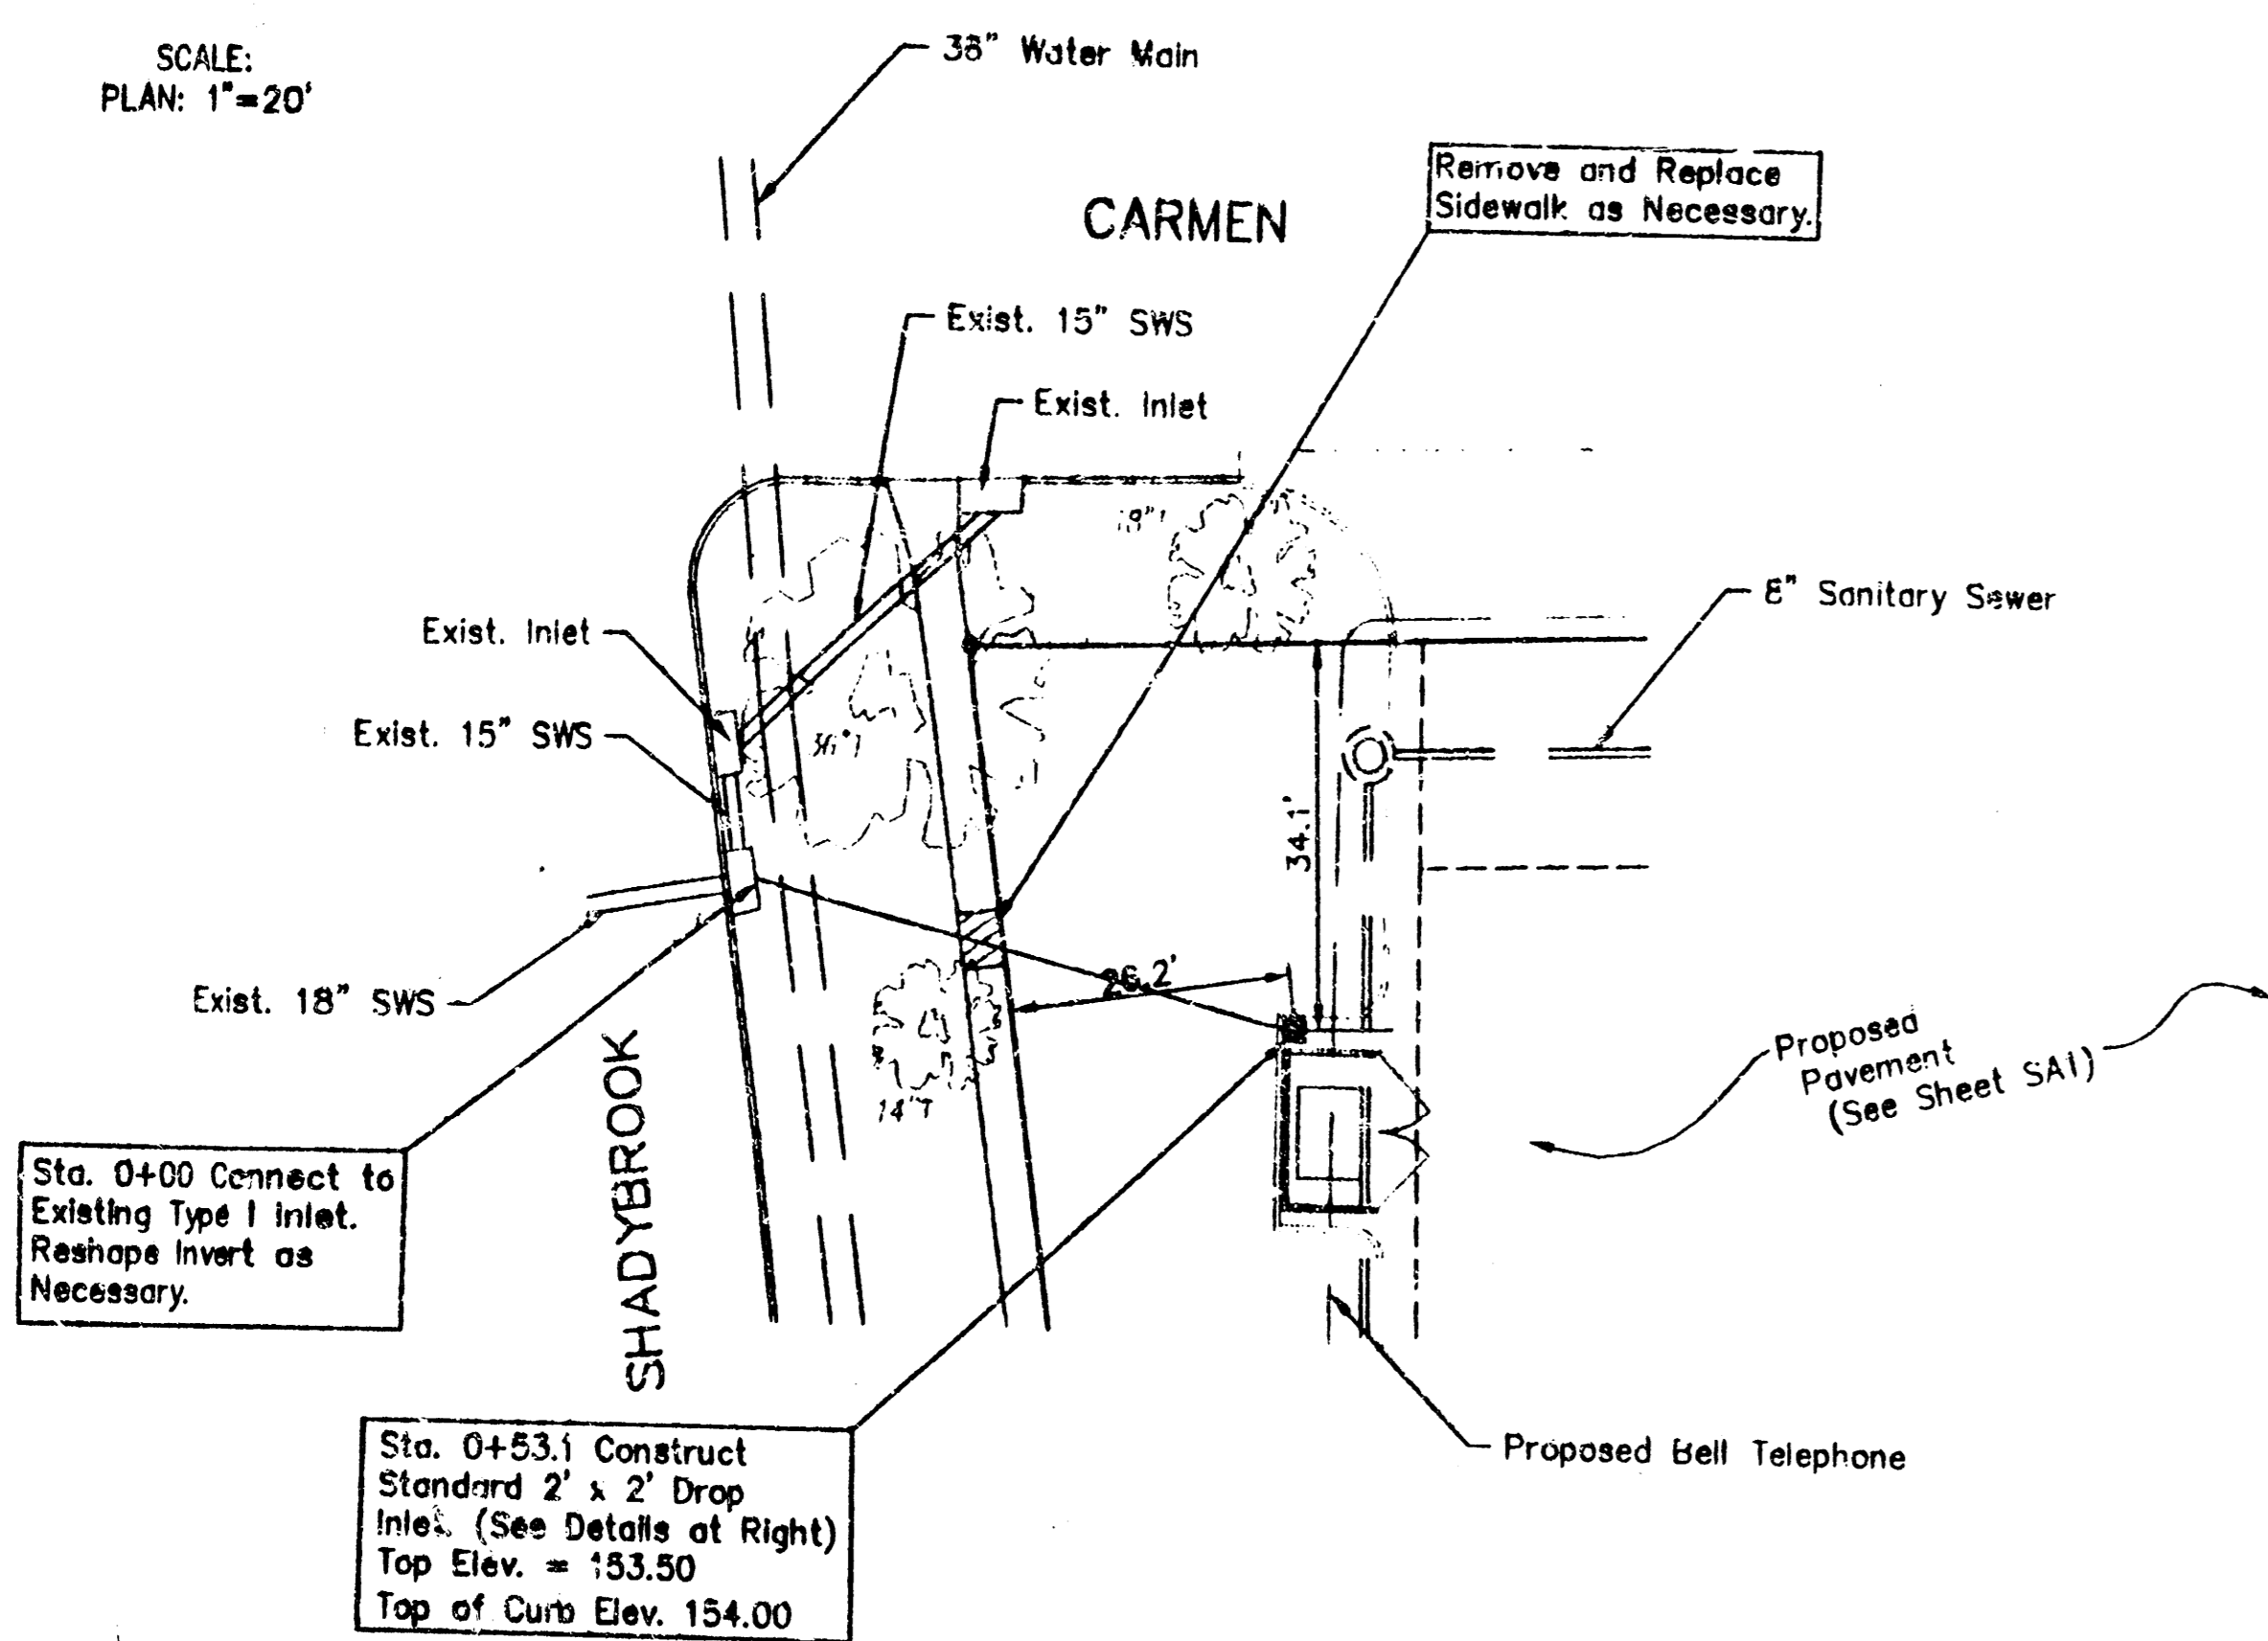 SCALE:
PLAN: 1"=20'
36" Water Main
CARMEN
Remove and Replace
Sidewalk as Necessary.
Exist. 15" SWS
Exist. Inlet
8" Sanitary Sewer
Exist. Inlet
Exist. 15" SWS
34.1'
26.2'
Exist. 18" SWS
SHADYBROOK
14"T
Proposed
Pavement
(See Sheet SA1)
Sta. 0+00 Connect to
Existing Type I Inlet.
Reshape Invert as
Necessary.
Sta. 0+53.1 Construct
Standard 2' x 2' Drop
Inlet. (See Details at Right)
Top Elev. = 153.50
Top of Curb Elev. 154.00
Proposed Bell Telephone